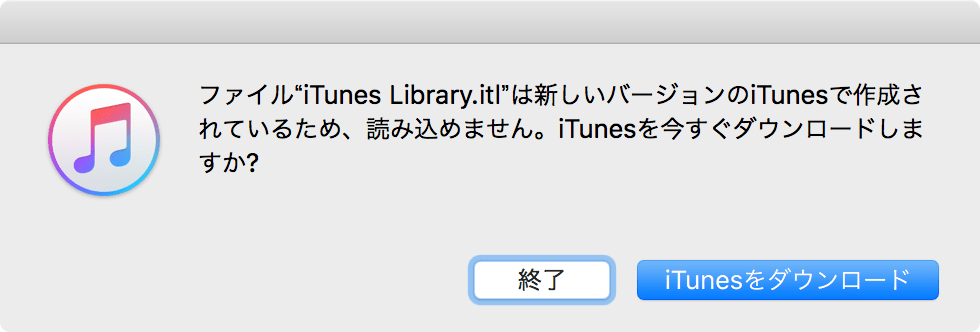 ファイル“iTunes Library.itl”は新しいバージョンのiTunesで作成さ
れているため、読み込めません。iTunesを今すぐダウンロードしま
すか?
終了
iTunesをダウンロード